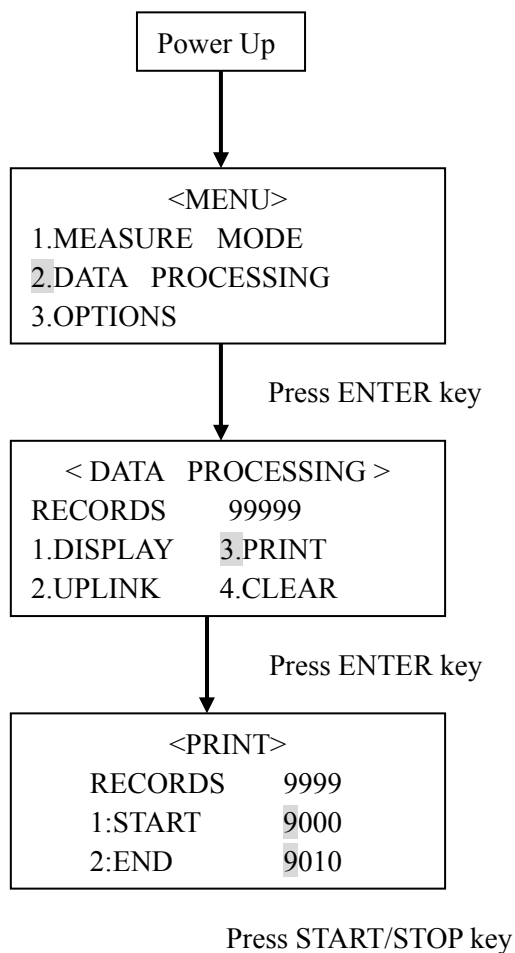 Power Up
<MENU>
1.MEASURE MODE
2.DATA PROCESSING
3.OPTIONS
Press ENTER key
< DATA PROCESSING >
RECORDS 99999
1.DISPLAY 3.PRINT
2.UPLINK 4.CLEAR
Press ENTER key
<PRINT>
RECORDS 9999
1:START 9000
2:END 9010
Press START/STOP key